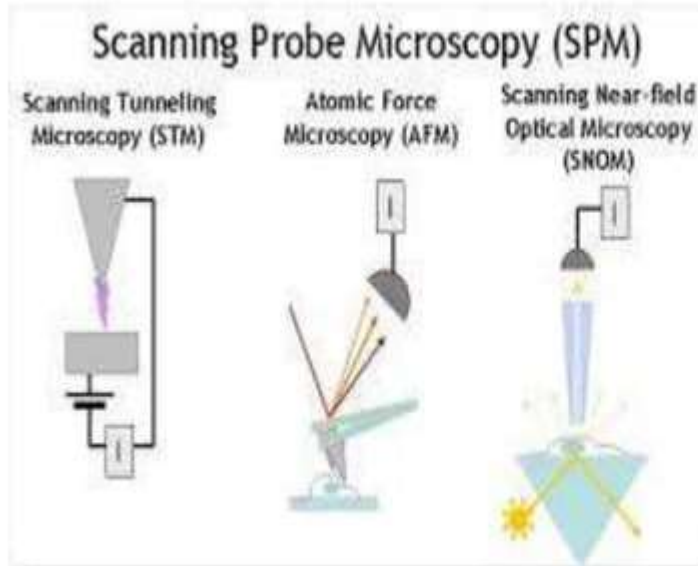 Scanning Probe Microscopy (SPM)
Scanning Tunneling
Microscopy (STM)
Atomic Force
Microscopy (AFM)
Scanning Near-field
Optical Microscopy
(SNOM)
I
I
I